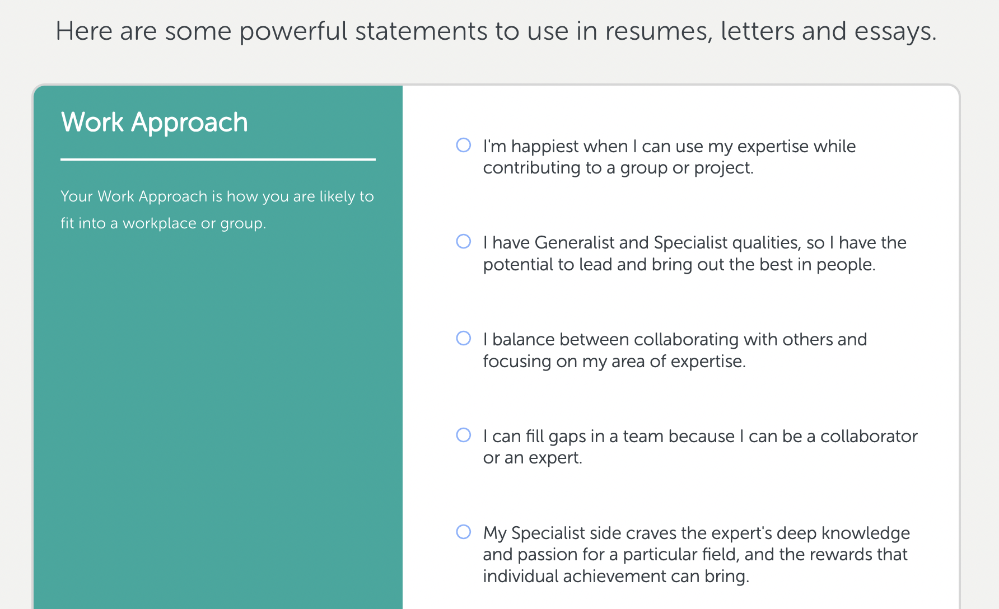 Here are some powerful statements to use in resumes, letters and essays.
Work Approach
Your Work Approach is how you are likely to
fit into a workplace or group.
I'm happiest when I can use my expertise while
contributing to a group or project.
I have Generalist and Specialist qualities, so I have the
potential to lead and bring out the best in people.
I balance between collaborating with others and
focusing on my area of expertise.
I can fill gaps in a team because I can be a collaborator
or an expert.
My Specialist side craves the expert's deep knowledge
and passion for a particular field, and the rewards that
individual achievement can bring.